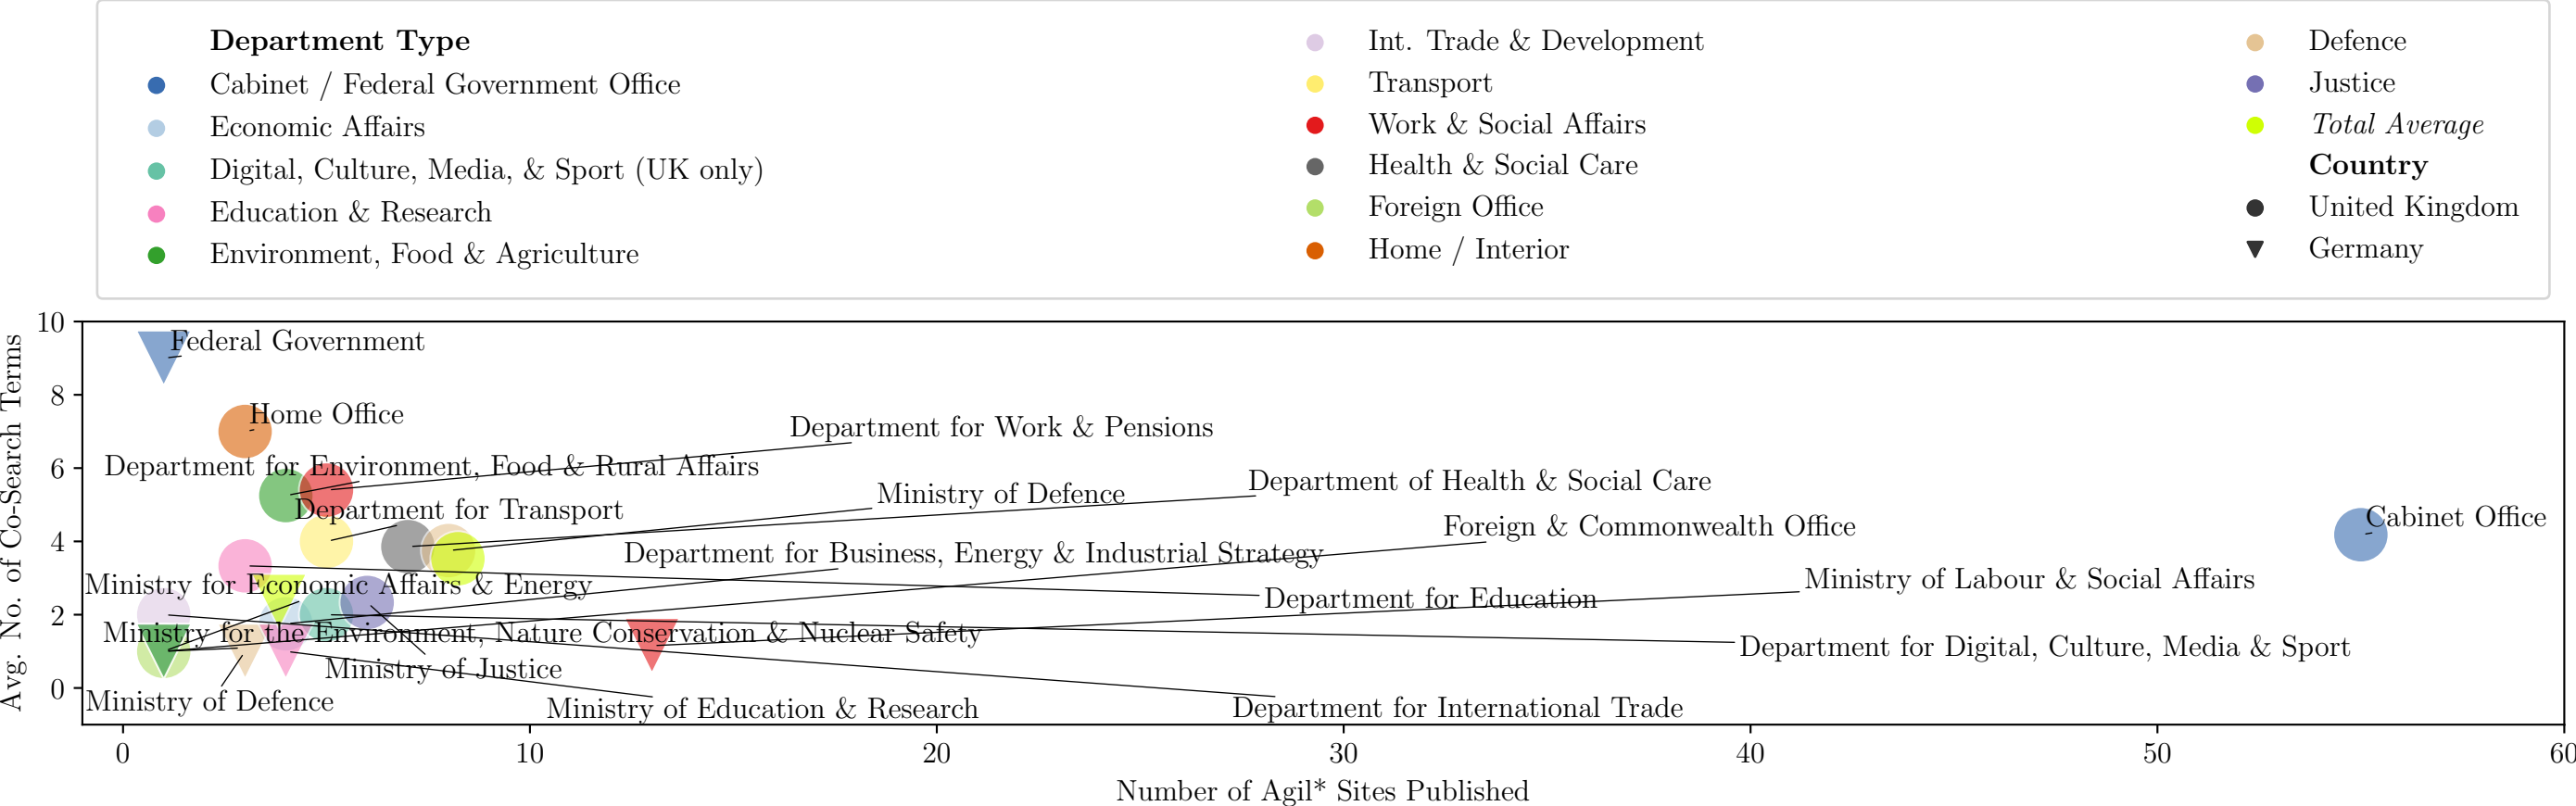 Department Type
Cabinet / Federal Government Office
Economic Affairs
Digital, Culture, Media, & Sport (UK only)
Education & Research
Environment, Food & Agriculture
Int. Trade & Development
Transport
Work & Social Affairs
Health & Social Care
Foreign Office
Home / Interior
Defence
Justice
Total Average
Country
United Kingdom
Germany
Avg. No. of Co-Search Terms
10
8
6
4
2
0
Federal Government
Home Office
Department for Work & Pensions
Department for Environment, Food & Rural Affairs
Department of Health & Social Care
Ministry of Defence
Department for Transport
Cabinet Office
Foreign & Commonwealth Office
Department for Business, Energy & Industrial Strategy
Ministry for Economic Affairs & Energy
Ministry of Labour & Social Affairs
Department for Education
Ministry for the Environment, Nature Conservation & Nuclear Safety
Department for Digital, Culture, Media & Sport
Ministry of Justice
Ministry of Defence
Ministry of Education & Research
Department for International Trade
0
10
20
30
40
50
60
Number of Agil* Sites Published